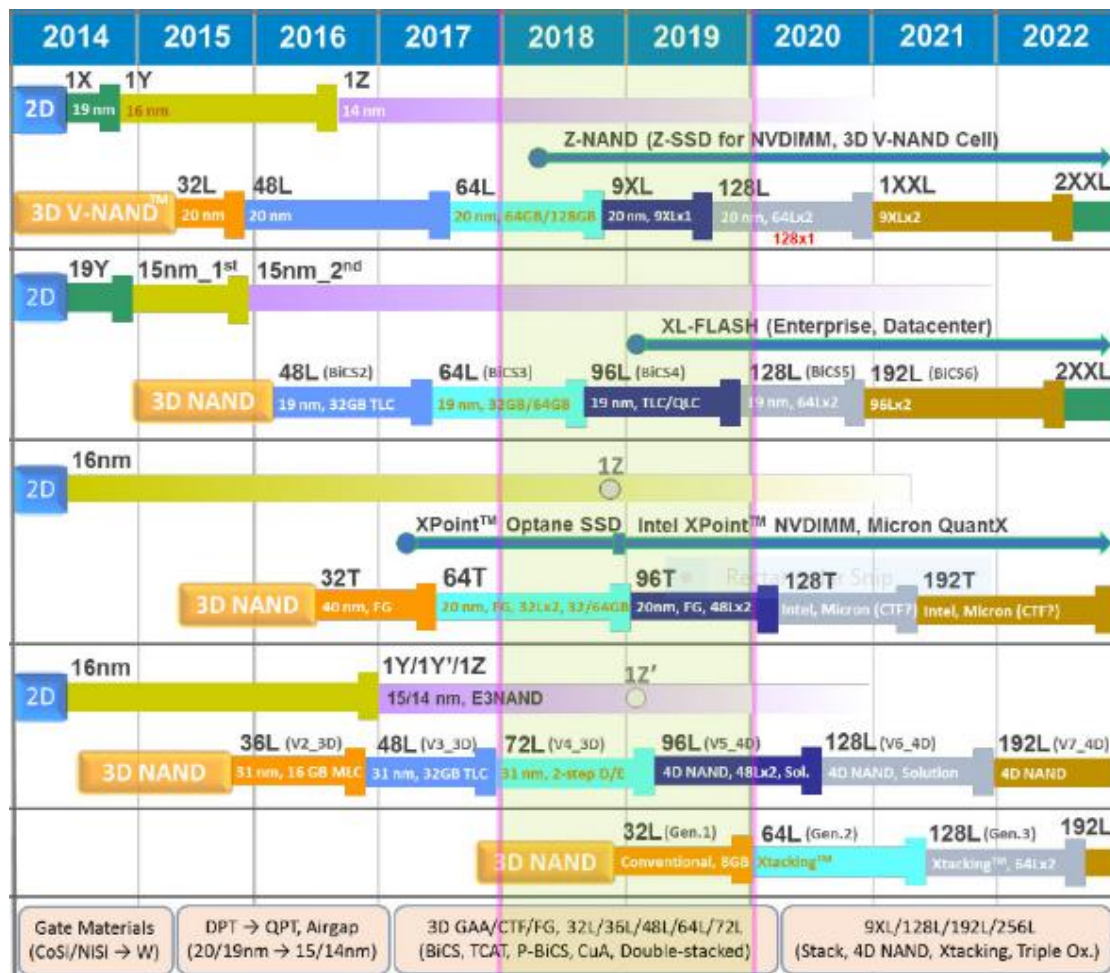 2014 2015 2016 2017 2018 2019 2020 2021 2022
1X 1Y 1Z
2D 19 nm 16 nm 14 nm
Z-NAND (Z-SSD for NVDIMM, 3D V-NAND Cell)
32L 48L 64L 9XL 128L 1XXL 2XXL
3D V-NAND™ 20 nm 20 nm 20 nm, 64GB/128GB 20 nm, 9XLx1 20 nm, 64Lx2 9XLx2
128x1
19Y 15nm_1st 15nm_2nd
2D
XL-FLASH (Enterprise, Datacenter)
48L (BiCS2) 64L (BiCS3) 96L (BiCS4) 128L (BiCS5) 192L (BiCS6) 2XXL
3D NAND 19 nm, 32GB TLC 19 nm, 32GB/64GB 19 nm, TLC/QLC 19 nm, 64Lx2 96Lx2
16nm 1Z
2D
XPoint™ Optane SSD Intel XPoint™ NVDIMM, Micron QuantX
Rectangular Snip
32T 64T 96T 128T 192T
3D NAND 40 nm, FG 20 nm, FG, 32Lx2, 32/64GB 20nm, FG, 48Lx2 Intel, Micron (CTF?) Intel, Micron (CTF?)
16nm 1Y/1Y'/1Z 1Z'
2D 15/14 nm, E3NAND
36L (V2_3D) 48L (V3_3D) 72L (V4_3D) 96L (V5_4D) 128L (V6_4D) 192L (V7_4D)
3D NAND 31 nm, 16 GB MLC 31 nm, 32GB TLC 31 nm, 2-step D/E 4D NAND, 48Lx2, Sol. 4D NAND, Solution 4D NAND
32L (Gen.1) 64L (Gen.2) 128L (Gen.3) 192L
3D NAND Conventional, 8GB Xtacking™ Xtacking™, 64Lx2
Gate Materials
(CoSi/NiSi → W)
DPT → QPT, Airgap
(20/19nm → 15/14nm)
3D GAA/CTF/FG, 32L/36L/48L/64L/72L
(BiCS, TCAT, P-BiCS, CuA, Double-stacked)
9XL/128L/192L/256L
(Stack, 4D NAND, Xtacking, Triple Ox.)